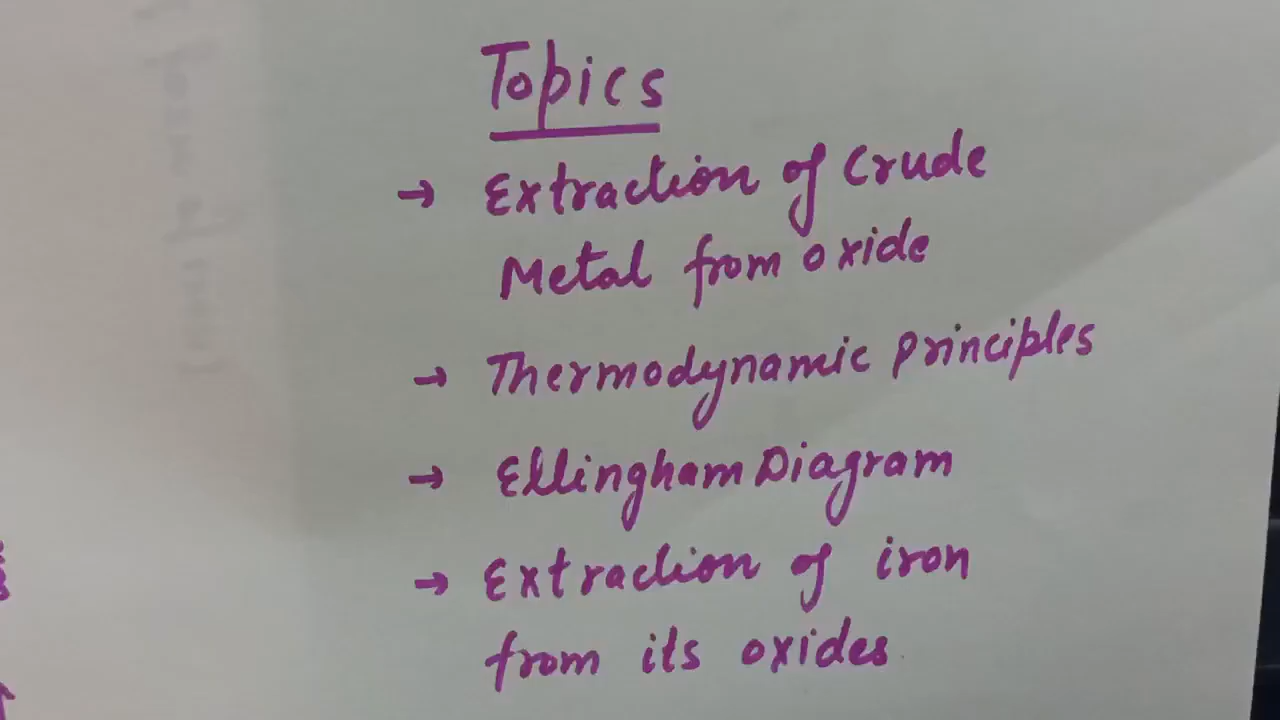 Topics
→ Extraction of Crude
Metal from oxide
→ Thermodynamic principles
→ Ellingham Diagram
→ Extraction of iron
from its oxides